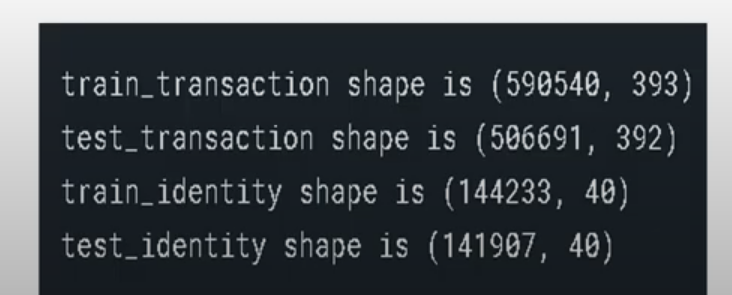 train_transaction shape is (590540, 393)
test_transaction shape is (506691, 392)
train_identity shape is (144233, 40)
test_identity shape is (141907, 40)